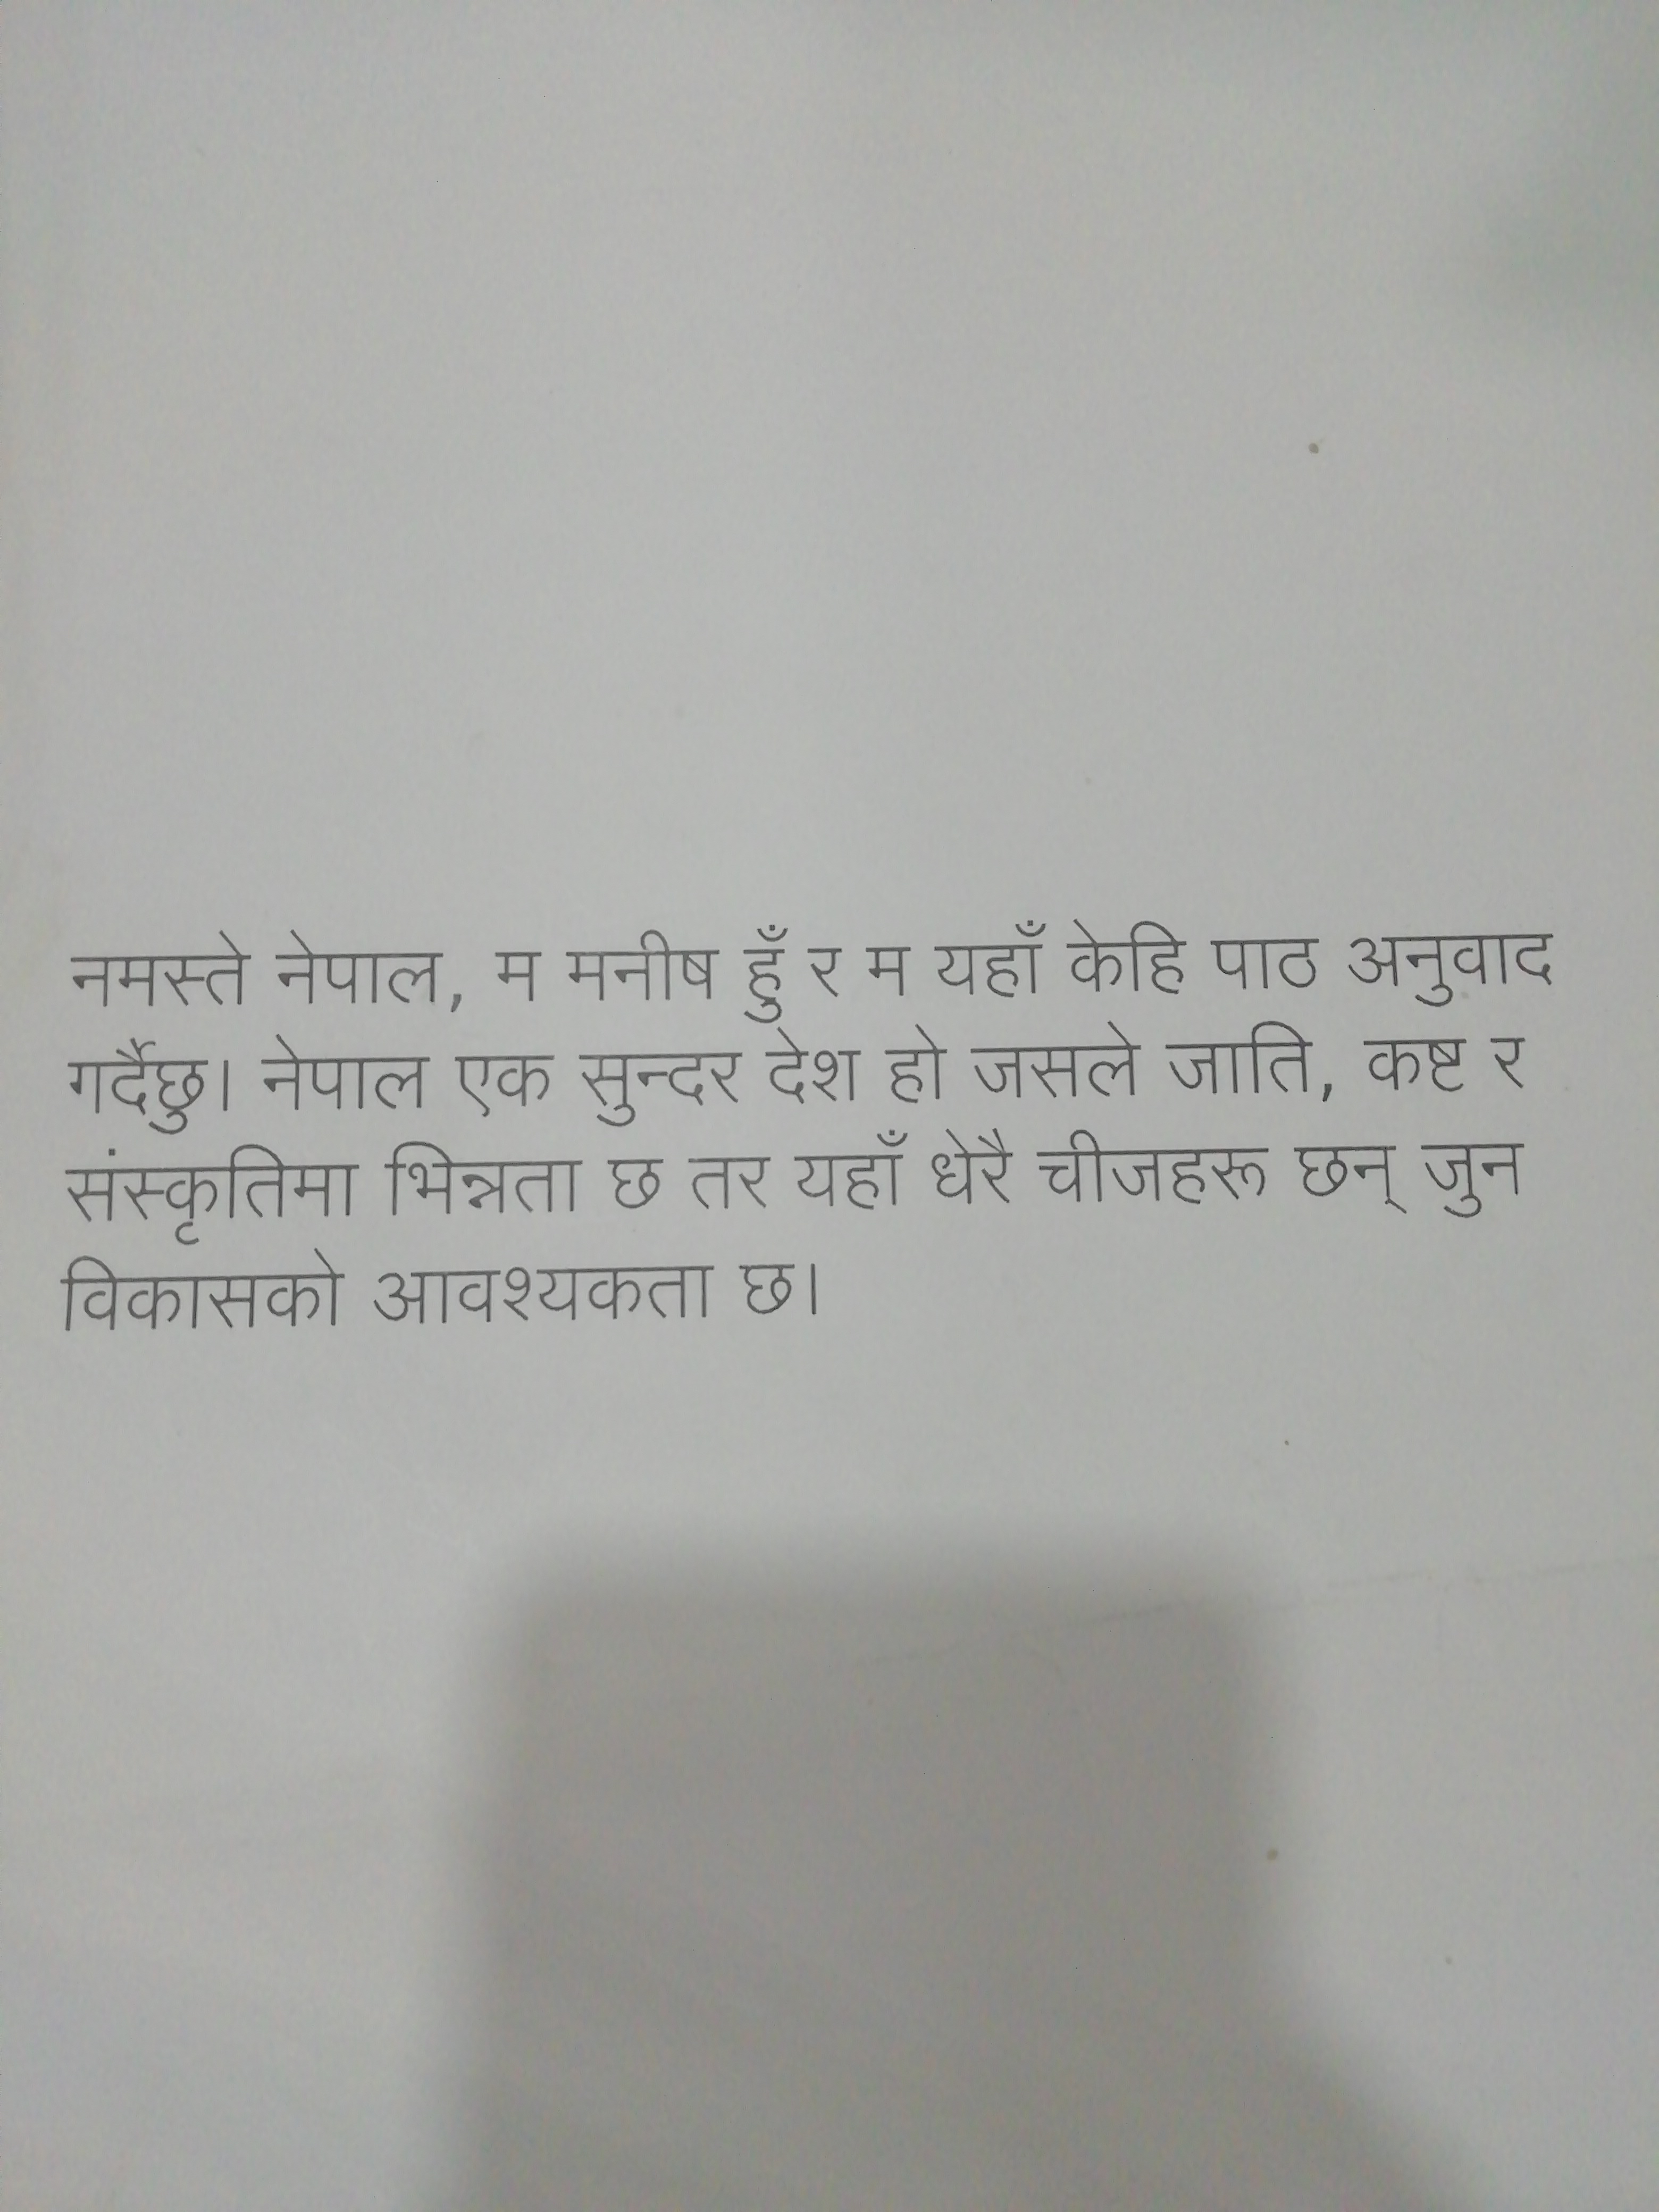 नमस्ते नेपाल, म मनीष हुँ र म यहाँ केहि पाठ अनुवाद
गर्दैछु। नेपाल एक सुन्दर देश हो जसले जाति, कष्ट र
संस्कृतिमा भिन्नता छ तर यहाँ धेरै चीजहरू छन् जुन
विकासको आवश्यकता छ।